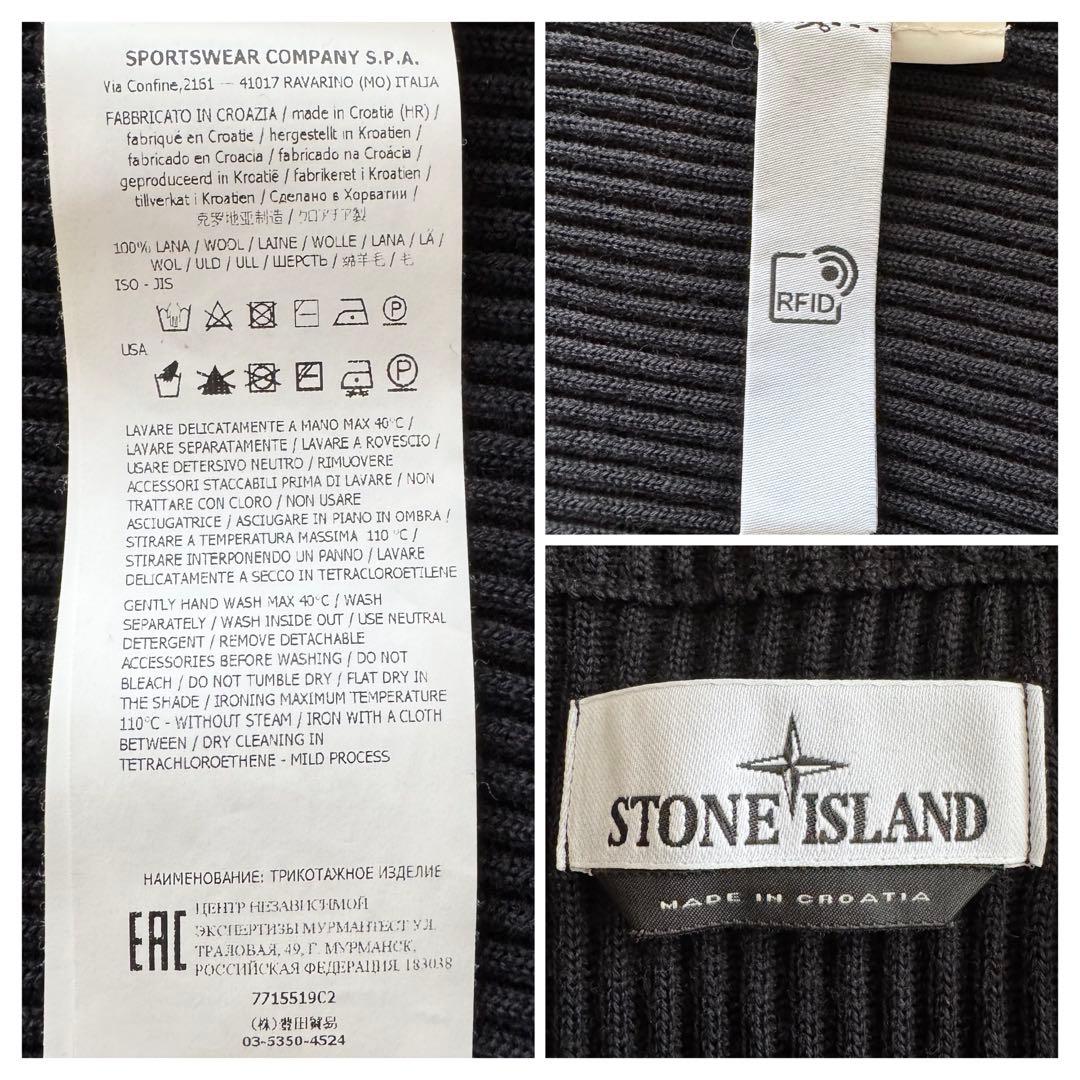 SPORTSWEAR COMPANY S.P.A.
Via Confine,2161 — 41017 RAVARINO (MO) ITALIA
FABBRICATO IN CROAZIA / made in Croatia (HR) /
fabriqué en Croatie / hergestellt in Kroatien /
fabricado en Croacia / fabricado na Croácia /
geproduceerd in Kroatië / fabrikeret i Kroatien /
tillverkat i Kroatien / Сделано в Хорватии /
克罗地亚制造 / クロアチア製
100% LANA / WOOL / LAINE / WOLLE / LANA / LÃ /
WOL / ULD / ULL / ШЕРСТЬ / 绵羊毛 / 毛
ISO - JIS
P
USA
P
LAVARE DELICATAMENTE A MANO MAX 40°C /
LAVARE SEPARATAMENTE / LAVARE A ROVESCIO /
USARE DETERSIVO NEUTRO / RIMUOVERE
ACCESSORI STACCABILI PRIMA DI LAVARE / NON
TRATTARE CON CLORO / NON USARE
ASCIUGATRICE / ASCIUGARE IN PIANO IN OMBRA /
STIRARE A TEMPERATURA MASSIMA 110 °C /
STIRARE INTERPONENDO UN PANNO / LAVARE
DELICATAMENTE A SECCO IN TETRACLOROETILENE
GENTLY HAND WASH MAX 40°C / WASH
SEPARATELY / WASH INSIDE OUT / USE NEUTRAL
DETERGENT / REMOVE DETACHABLE
ACCESSORIES BEFORE WASHING / DO NOT
BLEACH / DO NOT TUMBLE DRY / FLAT DRY IN
THE SHADE / IRONING MAXIMUM TEMPERATURE
110°C - WITHOUT STEAM / IRON WITH A CLOTH
BETWEEN / DRY CLEANING IN
TETRACHLOROETHENE - MILD PROCESS
НАИМЕНОВАНИЕ: ТРИКОТАЖНОЕ ИЗДЕЛИЕ
EAC
ЦЕНТР НЕЗАВИСИМОЙ
ЭКСПЕРТИЗЫ МУРМАНТЕСТ УЛ.
ТРАЛОВАЯ, 49, Г. МУРМАНСК,
РОССИЙСКАЯ ФЕДЕРАЦИЯ, 183038
7715519C2
(株)豊田貿易
03-5350-4524
RFID
STONE ISLAND
MADE IN CROATIA